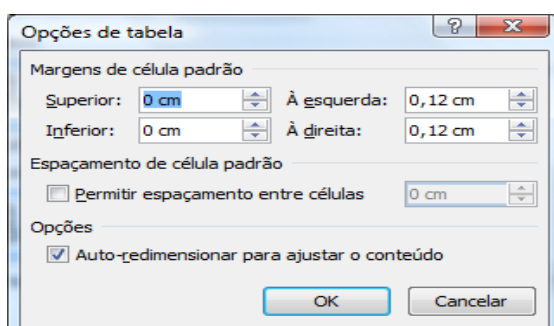 Opções de tabela
Margens de célula padrão
Superior: 0 cm À esquerda: 0,12 cm
Inferior: 0 cm À direita: 0,12 cm
Espaçamento de célula padrão
Permitir espaçamento entre células 0 cm
Opções
Auto-redimensionar para ajustar o conteúdo
OK Cancelar